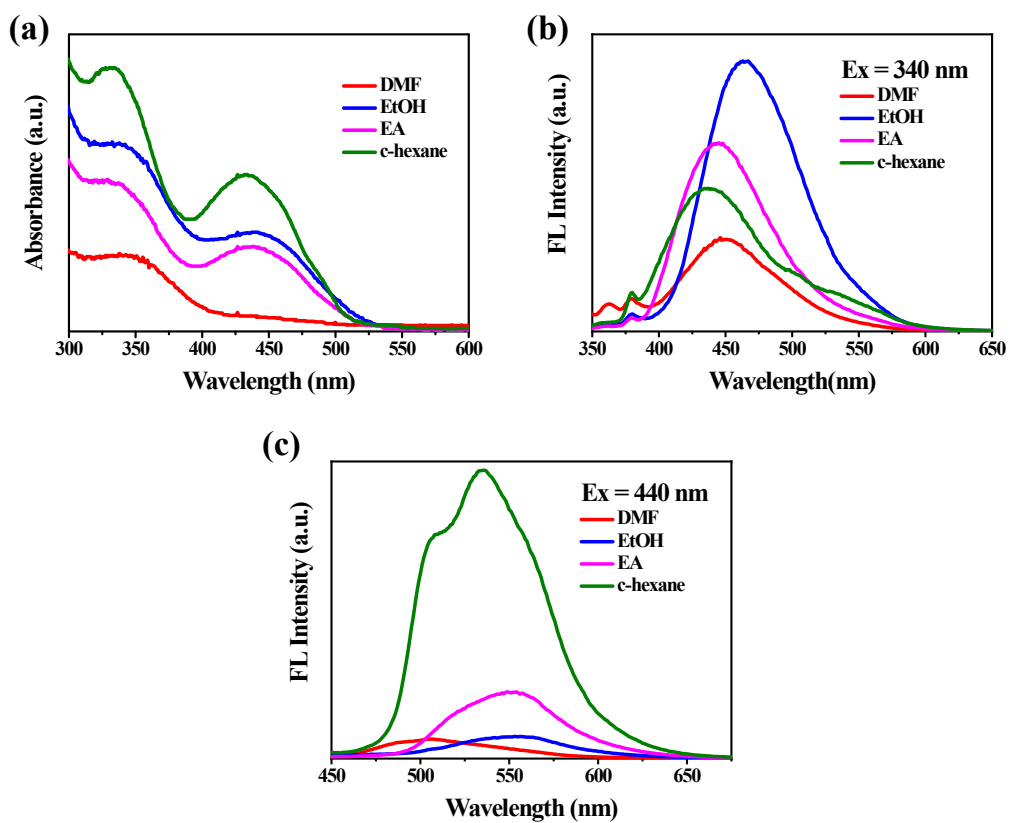 (a)
Absorbance (a.u.)
DMF
EtOH
EA
c-hexane
300 350 400 450 500 550 600
Wavelength (nm)
(b)
FL Intensity (a.u.)
Ex = 340 nm
DMF
EtOH
EA
c-hexane
350 400 450 500 550 600 650
Wavelength(nm)
(c)
FL Intensity (a.u.)
Ex = 440 nm
DMF
EtOH
EA
c-hexane
450 500 550 600 650
Wavelength (nm)